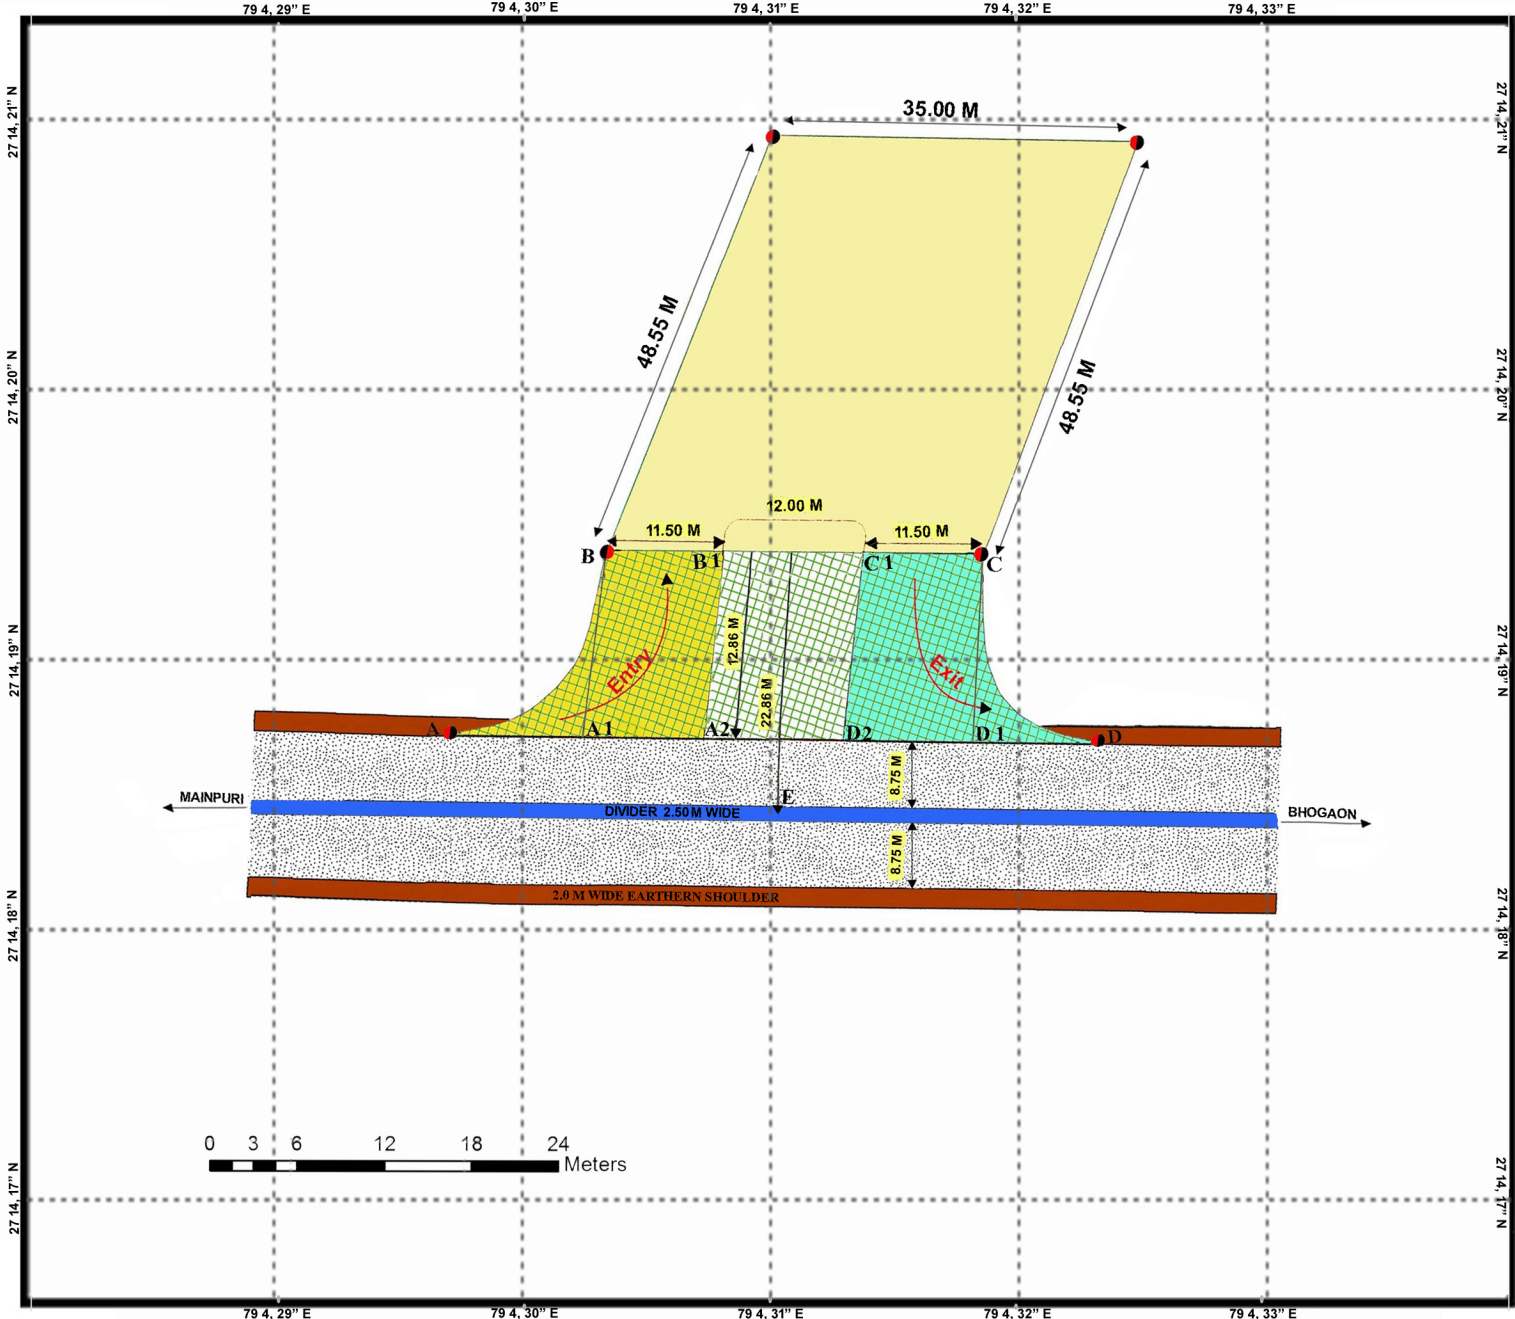 79 4, 29" E
79 4, 30" E
79 4, 31" E
79 4, 32" E
79 4, 33" E
27 14, 21" N
27 14, 21" N
35.00 M
48.55 M
48.55 M
27 14, 20" N
27 14, 20" N
12.00 M
11.50 M
11.50 M
B
B 1
C 1
C
12.86 M
22.86 M
Entry
Exit
27 14, 19" N
27 14, 19" N
A
A 1
A2
D2
D 1
D
8.75 M
MAINPURI
E
DIVIDER 2.50 M WIDE
BHOGAON
8.75 M
2.0 M WIDE EARTHERN SHOULDER
27 14, 18" N
27 14, 18" N
0 3 6 12 18 24
Meters
27 14, 17" N
27 14, 17" N
79 4, 29" E
79 4, 30" E
79 4, 31" E
79 4, 32" E
79 4, 33" E